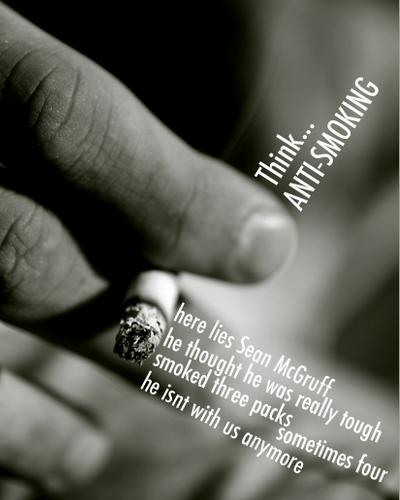 Think...
ANTI-SMOKING
here lies Sean McGruff
he thought he was really tough
smoked three packs
sometimes four
he isnt with us anymore